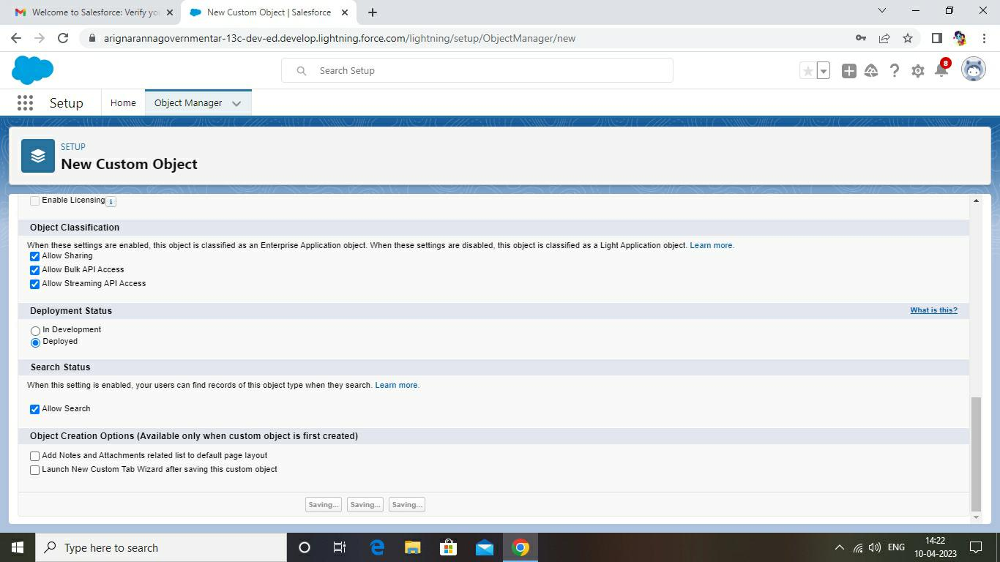 Welcome to Salesforce: Verify yo
New Custom Object | Salesforce
arignarannagovernmentar-13c-dev-ed.develop.lightning.force.com/lightning/setup/ObjectManager/new
Search Setup
8
Setup
Home
Object Manager
SETUP
New Custom Object
Enable Licensing
i
Object Classification
When these settings are enabled, this object is classified as an Enterprise Application object. When these settings are disabled, this object is classified as a Light Application object. Learn more.
Allow Sharing
Allow Bulk API Access
Allow Streaming API Access
Deployment Status
What is this?
In Development
Deployed
Search Status
When this setting is enabled, your users can find records of this object type when they search. Learn more.
Allow Search
Object Creation Options (Available only when custom object is first created)
Add Notes and Attachments related list to default page layout
Launch New Custom Tab Wizard after saving this custom object
Saving... Saving... Saving...
Type here to search
ENG
14:22
10-04-2023